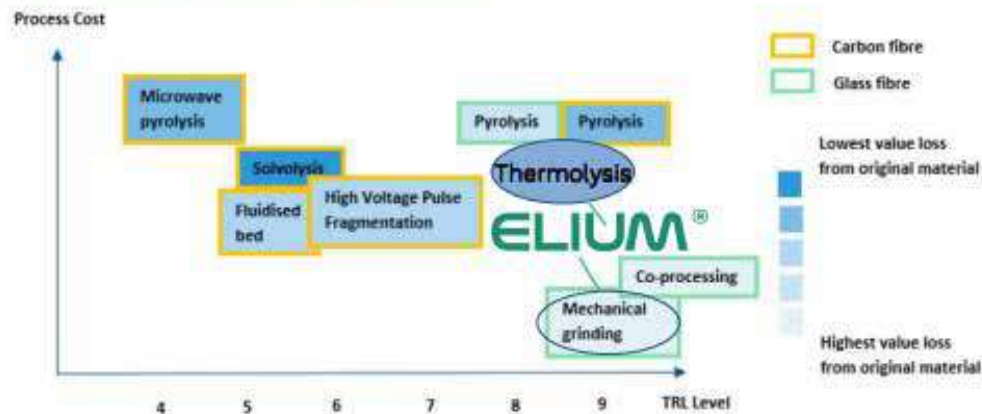 Process Cost
Carbon fibre
Glass fibre
Microwave
pyrolysis
Pyrolysis
Pyrolysis
Lowest value loss
from original material
Solvolysis
Thermolysis
High Voltage Pulse
Fragmentation
Fluidised
bed
ELIUM®
Co-processing
Mechanical
grinding
Highest value loss
from original material
4 5 6 7 8 9 TRL Level